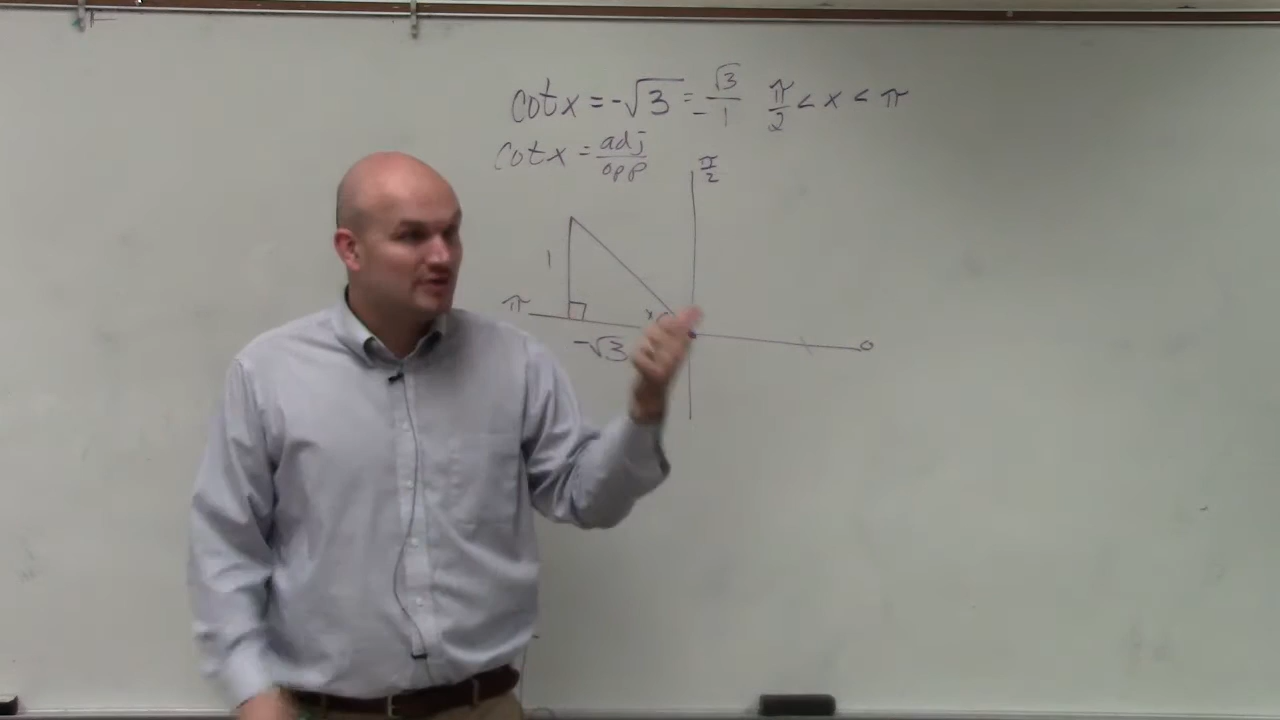 cot x = -√3 = √3/-1 π/2 < x < π
cot x = adj/opp
π/2
1
π x 0
-√3